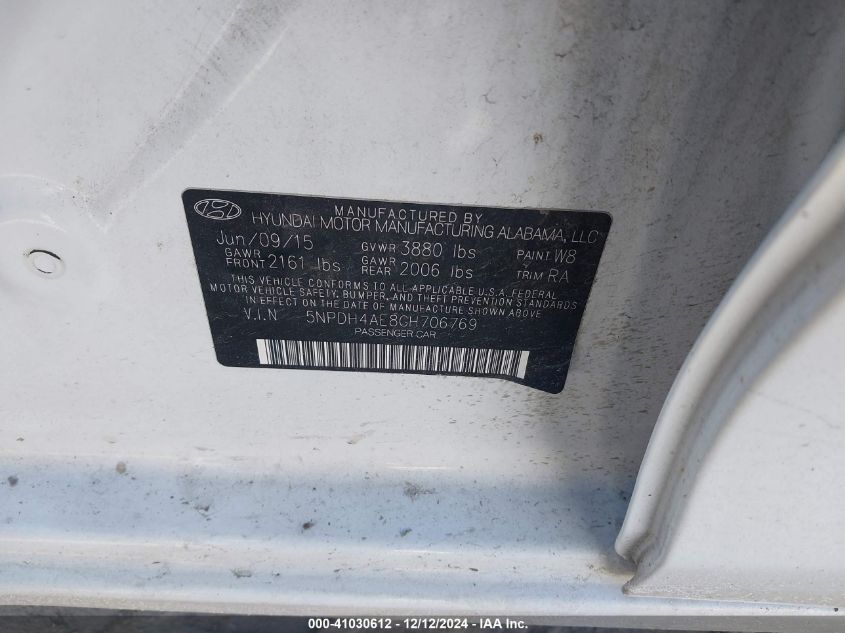 MANUFACTURED BY
HYUNDAI MOTOR MANUFACTURING ALABAMA, LLC
Jun/09/15 GVWR 3880 lbs PAINT W8
GAWR FRONT 2161 lbs GAWR REAR 2006 lbs TRIM RA
THIS VEHICLE CONFORMS TO ALL APPLICABLE U.S.A. FEDERAL
MOTOR VEHICLE SAFETY, BUMPER, AND THEFT PREVENTION STANDARDS
IN EFFECT ON THE DATE OF MANUFACTURE SHOWN ABOVE.
V.I.N 5NPDH4AE8CH706769
PASSENGER CAR
000-41030612 - 12/12/2024 - © IAA Inc.